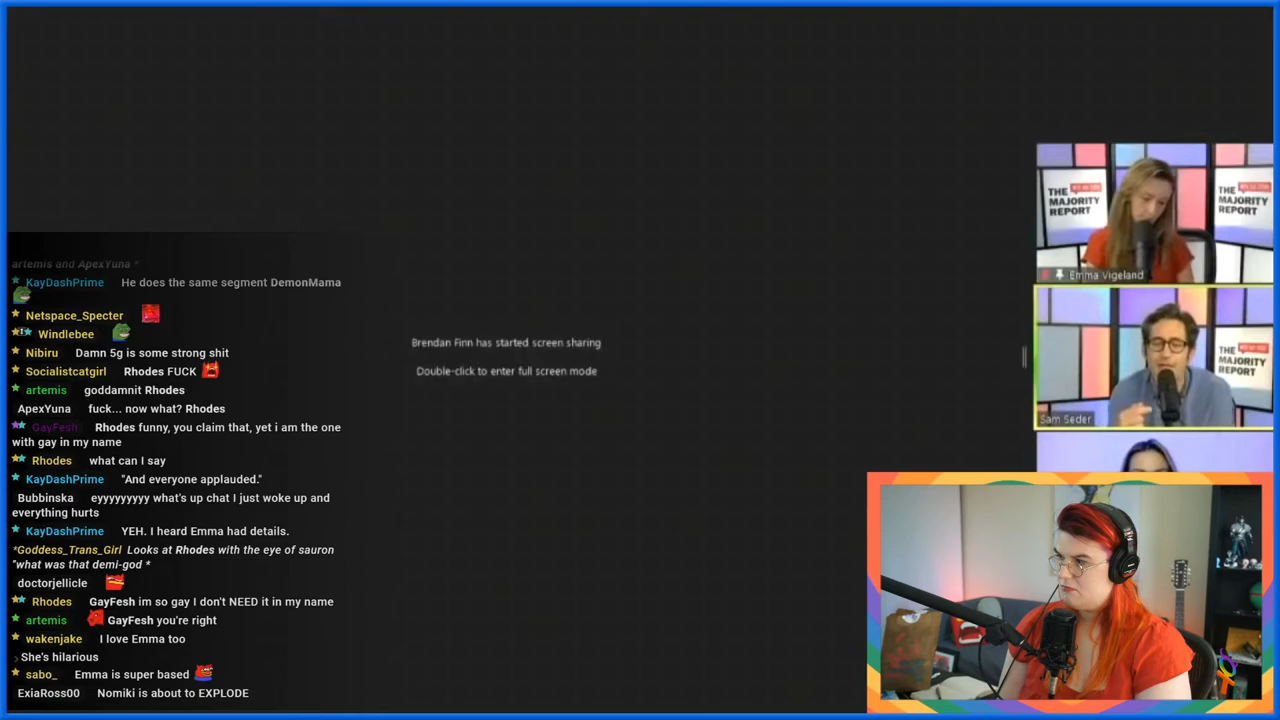 artemis and ApexYuna *
KayDashPrime He does the same segment DemonMama
Netspace_Specter
Windlebee
Nibiru Damn 5g is some strong shit
Socialistcatgirl Rhodes FUCK
artemis goddamnit Rhodes
ApexYuna fuck... now what? Rhodes
GayFesh Rhodes funny, you claim that, yet i am the one
with gay in my name
Rhodes what can I say
KayDashPrime "And everyone applauded."
Bubbinska eyyyyyyyyy what's up chat I just woke up and
everything hurts
KayDashPrime YEH. I heard Emma had details.
*Goddess_Trans_Girl Looks at Rhodes with the eye of sauron
"what was that demi-god *
doctorjellicle
Rhodes GayFesh im so gay I don't NEED it in my name
artemis GayFesh you're right
wakenjake I love Emma too
She's hilarious
sabo_ Emma is super based
ExiaRoss00 Nomiki is about to EXPLODE
Brendan Finn has started screen sharing
Double-click to enter full screen mode
THE
MAJORITY
REPORT
THE
MAJORITY
REPORT
Emma Vigeland
THE
MAJORITY
REPORT
Sam Seder